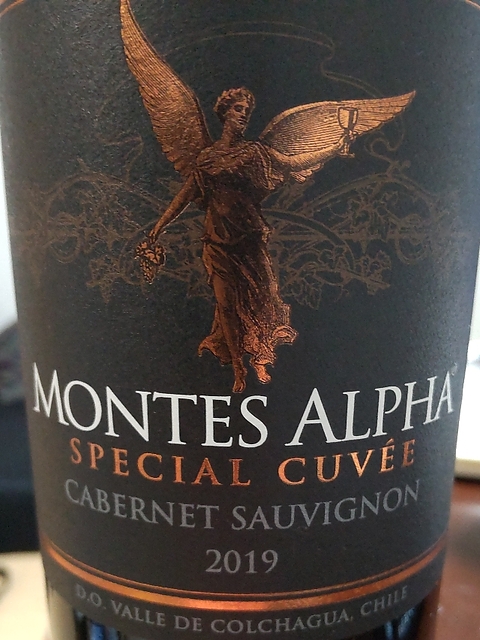 MONTES ALPHA®
SPECIAL CUVÉE
CABERNET SAUVIGNON
2019
D.O. VALLE DE COLCHAGUA, CHILE